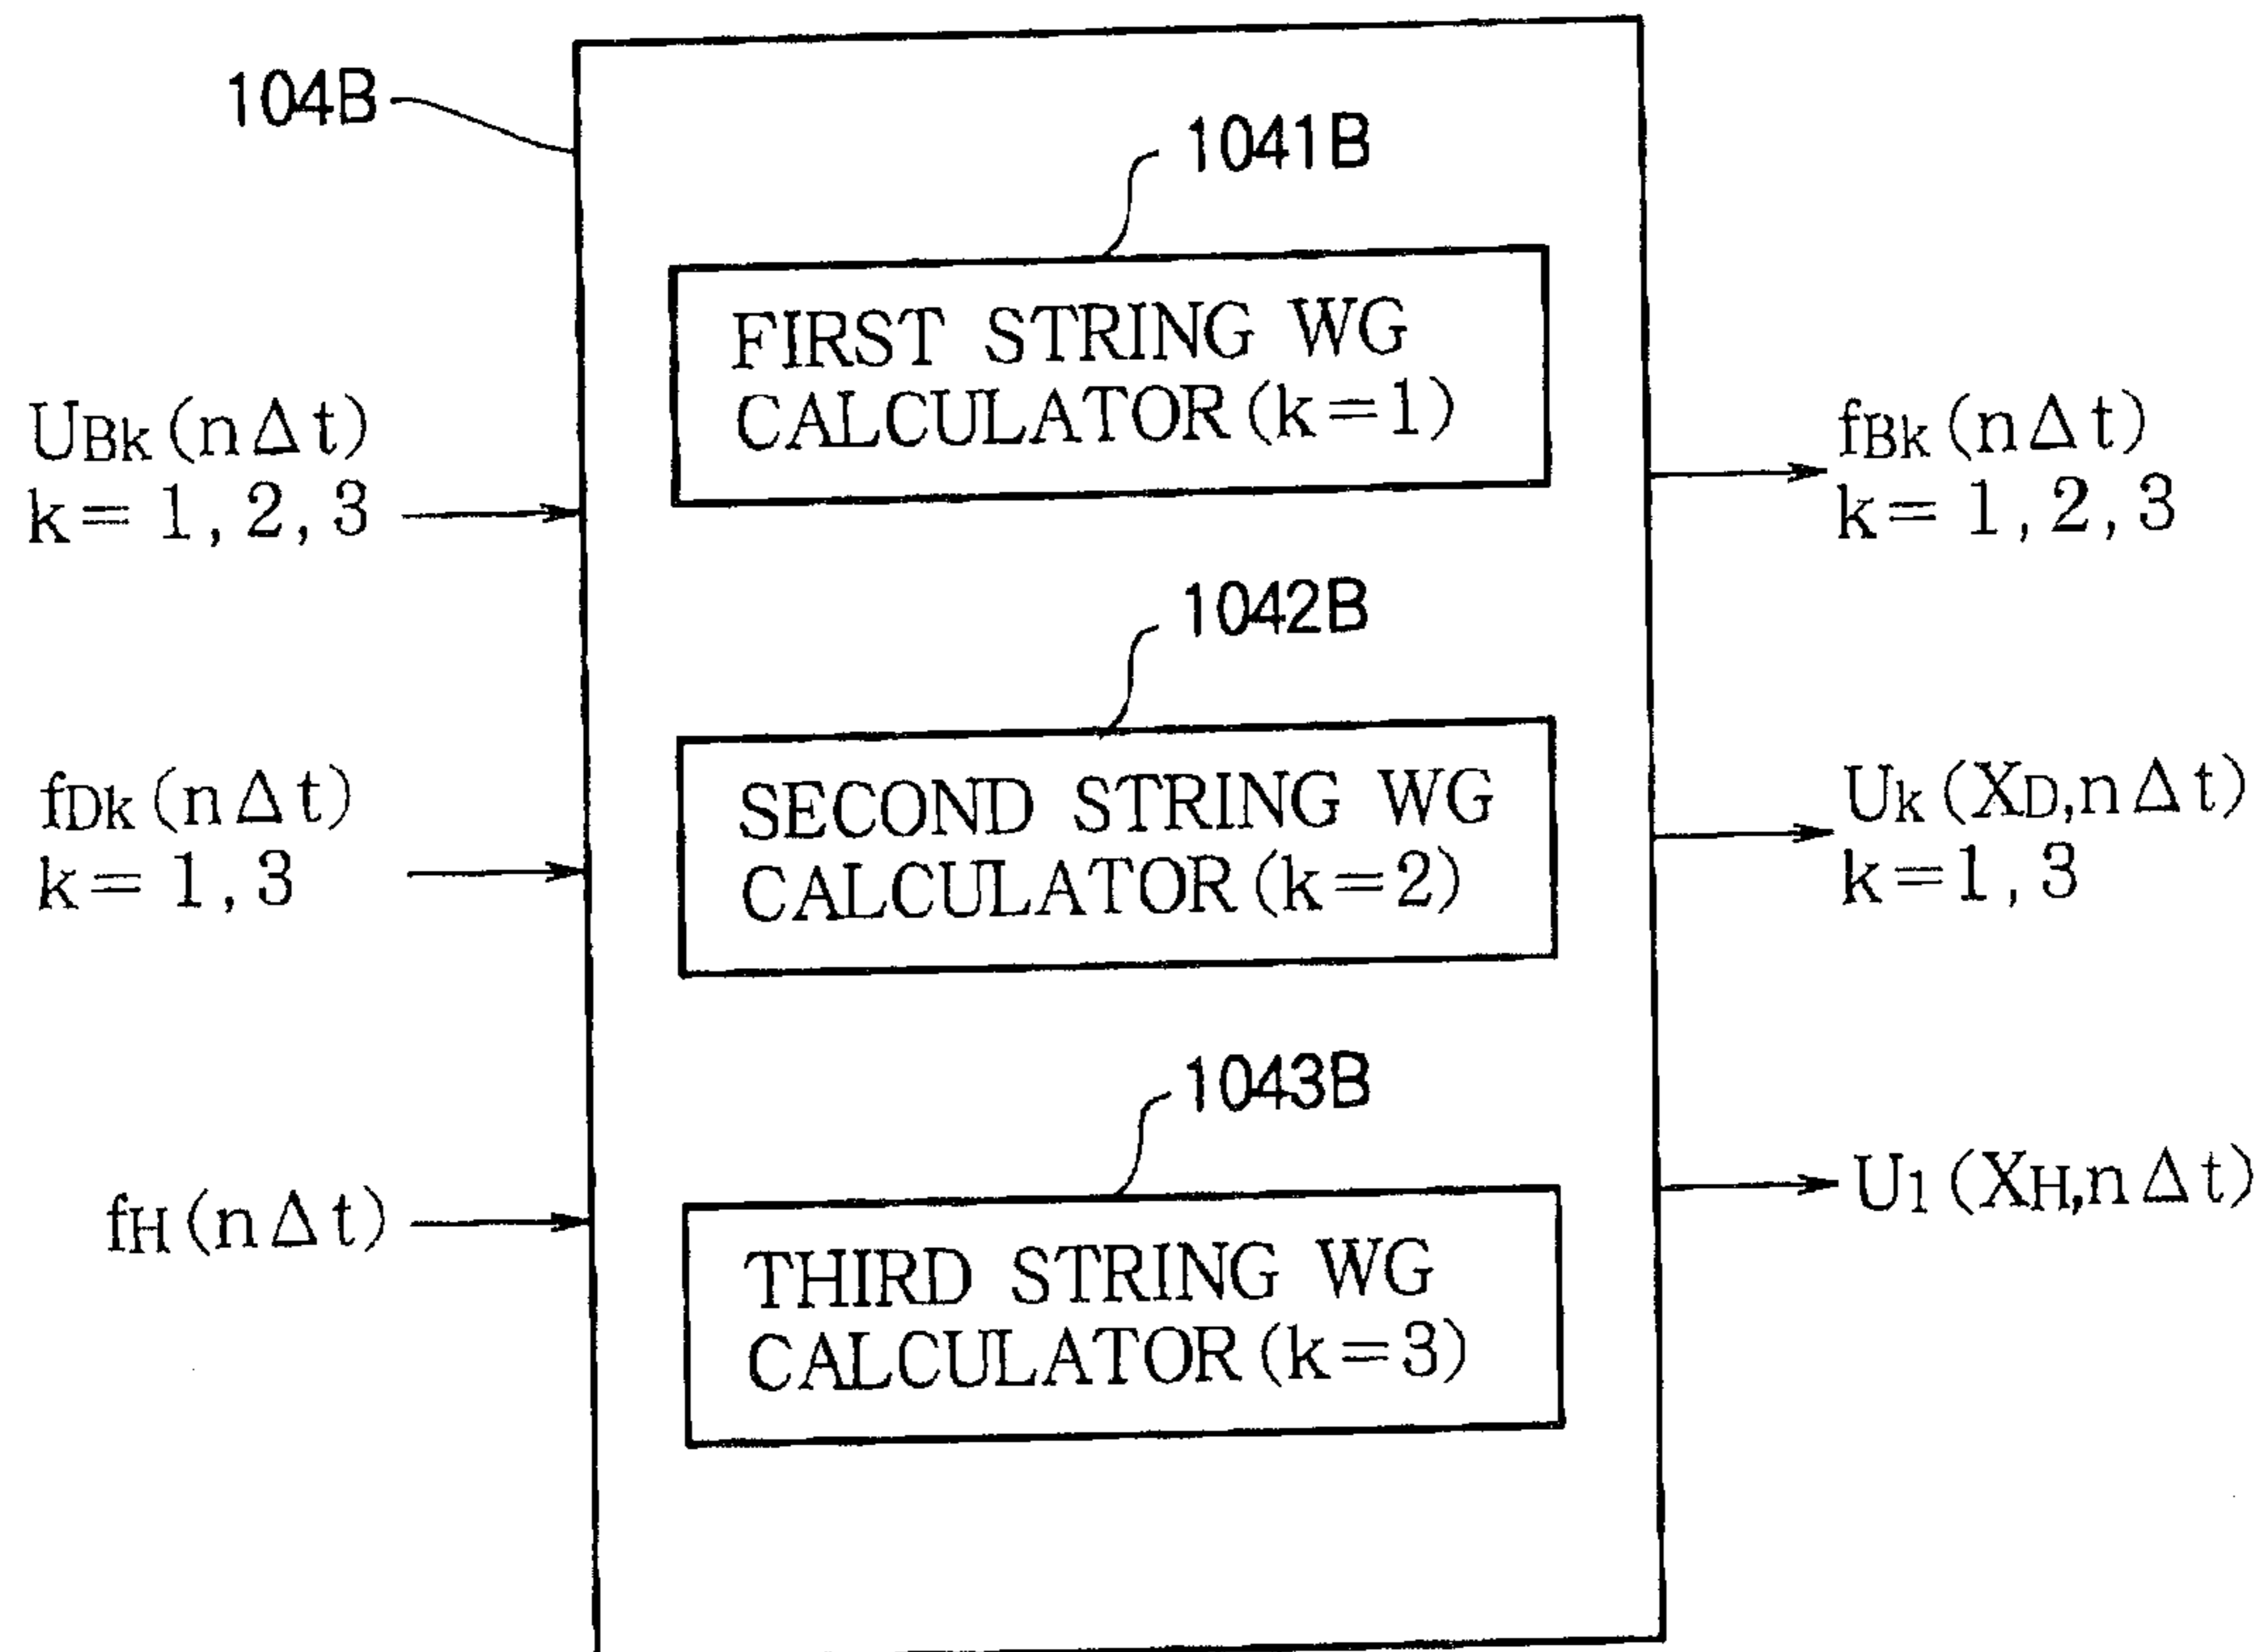 104B
1041B
FIRST STRING WG
CALCULATOR (k=1)
UBk (nΔt)
k=1,2,3
fBk (nΔt)
k=1,2,3
1042B
SECOND STRING WG
CALCULATOR (k=2)
fDk (nΔt)
k=1,3
Uk (XD,nΔt)
k=1,3
1043B
THIRD STRING WG
CALCULATOR (k=3)
fH (nΔt)
U1 (XH,nΔt)